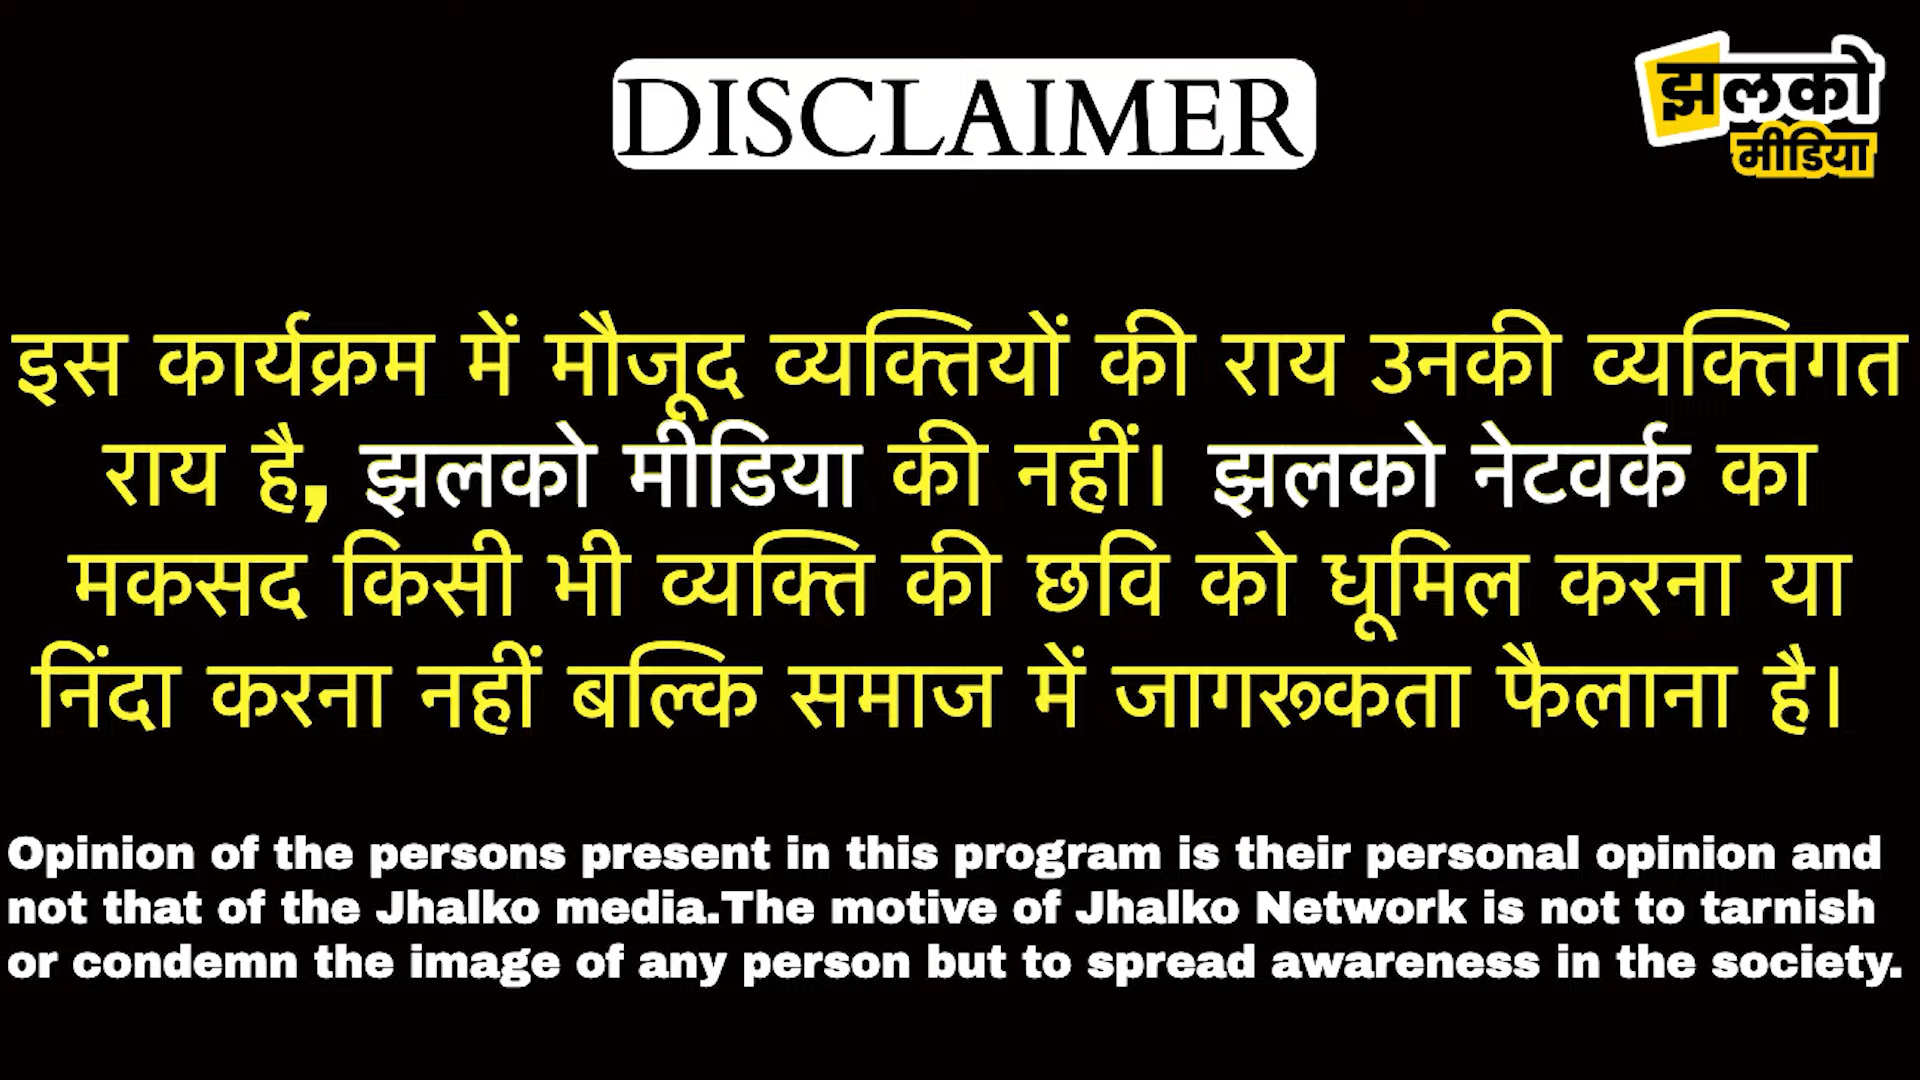 DISCLAIMER
झलको
मीडिया
इस कार्यक्रम में मौजूद व्यक्तियों की राय उनकी व्यक्तिगत
राय है, झलको मीडिया की नहीं। झलको नेटवर्क का
मकसद किसी भी व्यक्ति की छवि को धूमिल करना या
निंदा करना नहीं बल्कि समाज में जागरूकता फैलाना है।
Opinion of the persons present in this program is their personal opinion and
not that of the Jhalko media.The motive of Jhalko Network is not to tarnish
or condemn the image of any person but to spread awareness in the society.